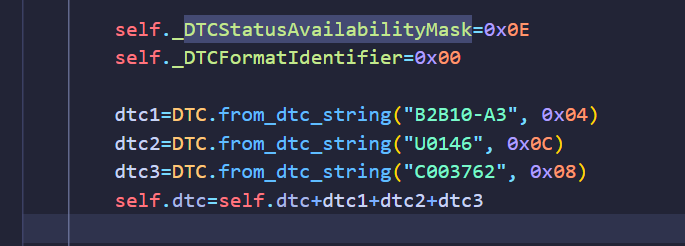 self._DTCStatusAvailabilityMask=0x0E
self._DTCFormatIdentifier=0x00
dtc1=DTC.from_dtc_string("B2B10-A3", 0x04)
dtc2=DTC.from_dtc_string("U0146", 0x0C)
dtc3=DTC.from_dtc_string("C003762", 0x08)
self.dtc=self.dtc+dtc1+dtc2+dtc3